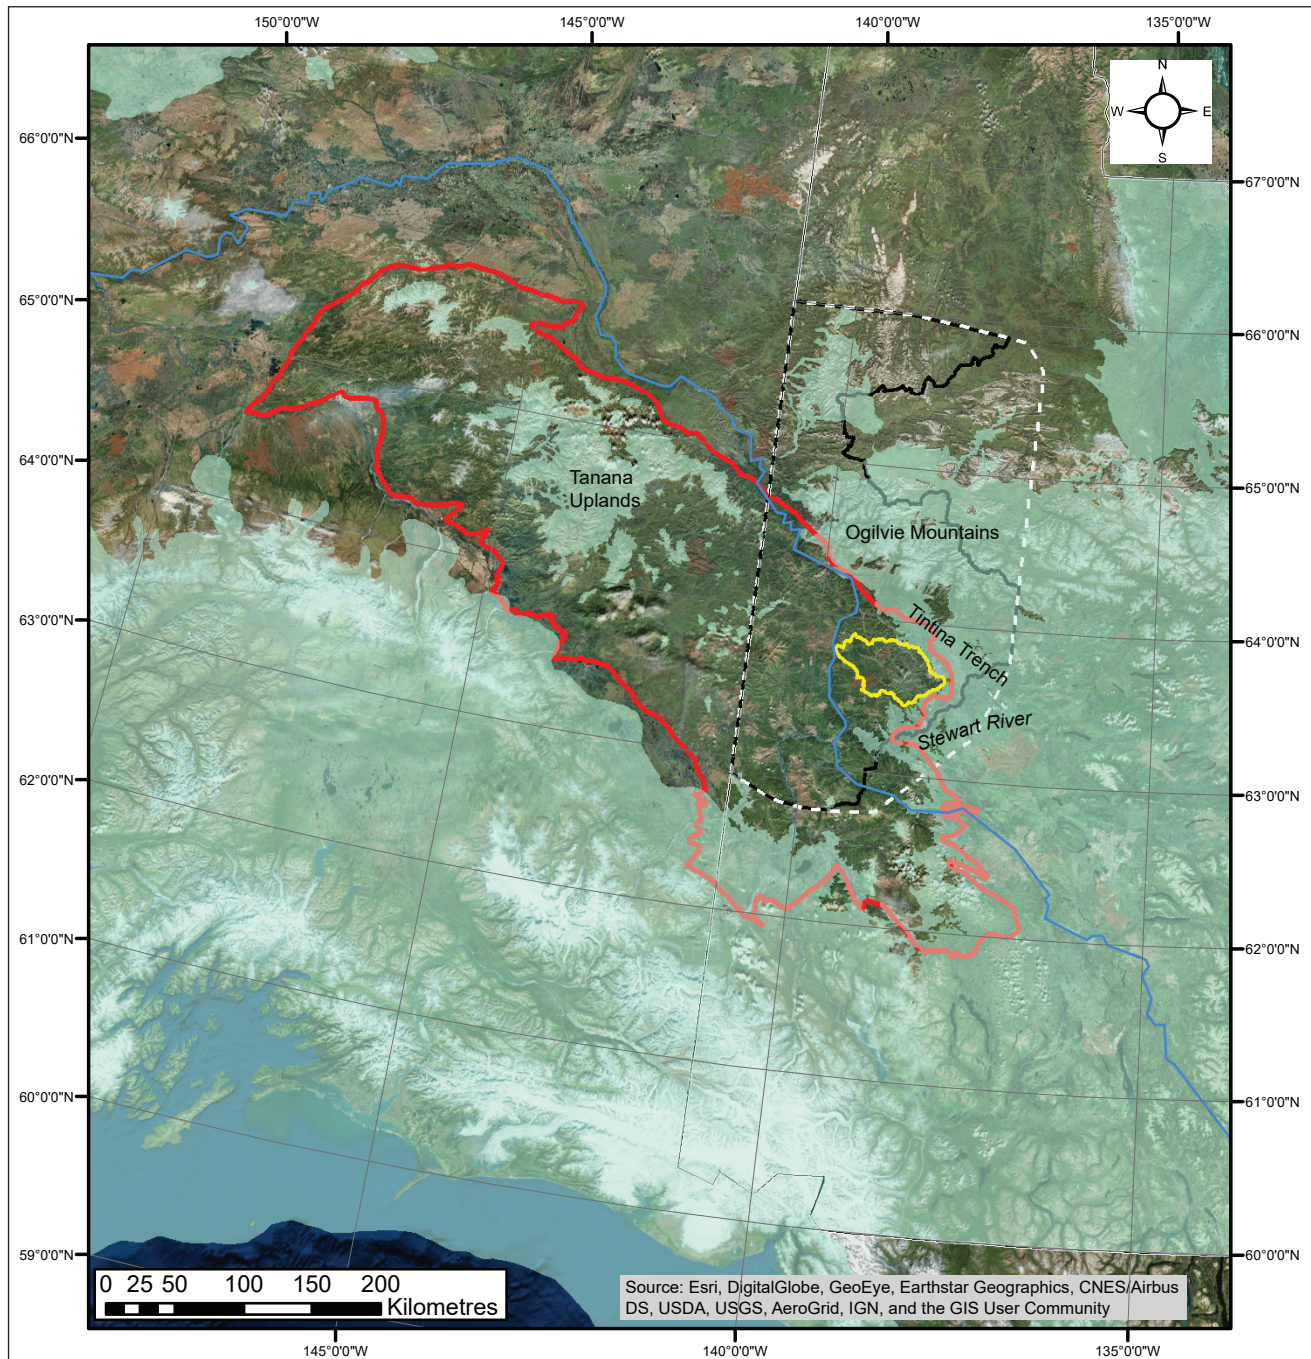 150°0'0"W
145°0'0"W
140°0'0"W
135°0'0"W
N
W
E
S
66°0'0"N
67°0'0"N
65°0'0"N
66°0'0"N
64°0'0"N
65°0'0"N
Tanana
Uplands
Ogilvie Mountains
63°0'0"N
64°0'0"N
Tintina Trench
Stewart River
62°0'0"N
63°0'0"N
61°0'0"N
62°0'0"N
60°0'0"N
61°0'0"N
59°0'0"N
60°0'0"N
0 25 50 100 150 200
Kilometres
Source: Esri, DigitalGlobe, GeoEye, Earthstar Geographics, CNES/Airbus
DS, USDA, USGS, AeroGrid, IGN, and the GIS User Community
145°0'0"W
140°0'0"W
135°0'0"W